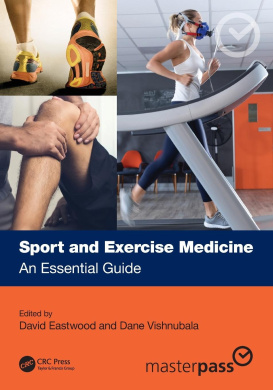 Sport and Exercise Medicine
An Essential Guide
Edited by
David Eastwood and Dane Vishnubala
CRC
CRC Press
Taylor & Francis Group
masterpass